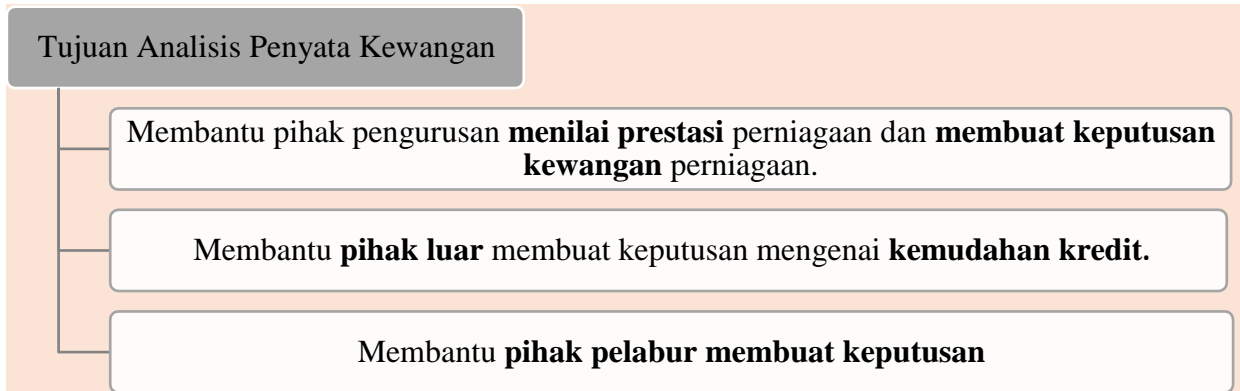 Tujuan Analisis Penyata Kewangan
Membantu pihak pengurusan menilai prestasi perniagaan dan membuat keputusan
kewangan perniagaan.
Membantu pihak luar membuat keputusan mengenai kemudahan kredit.
Membantu pihak pelabur membuat keputusan